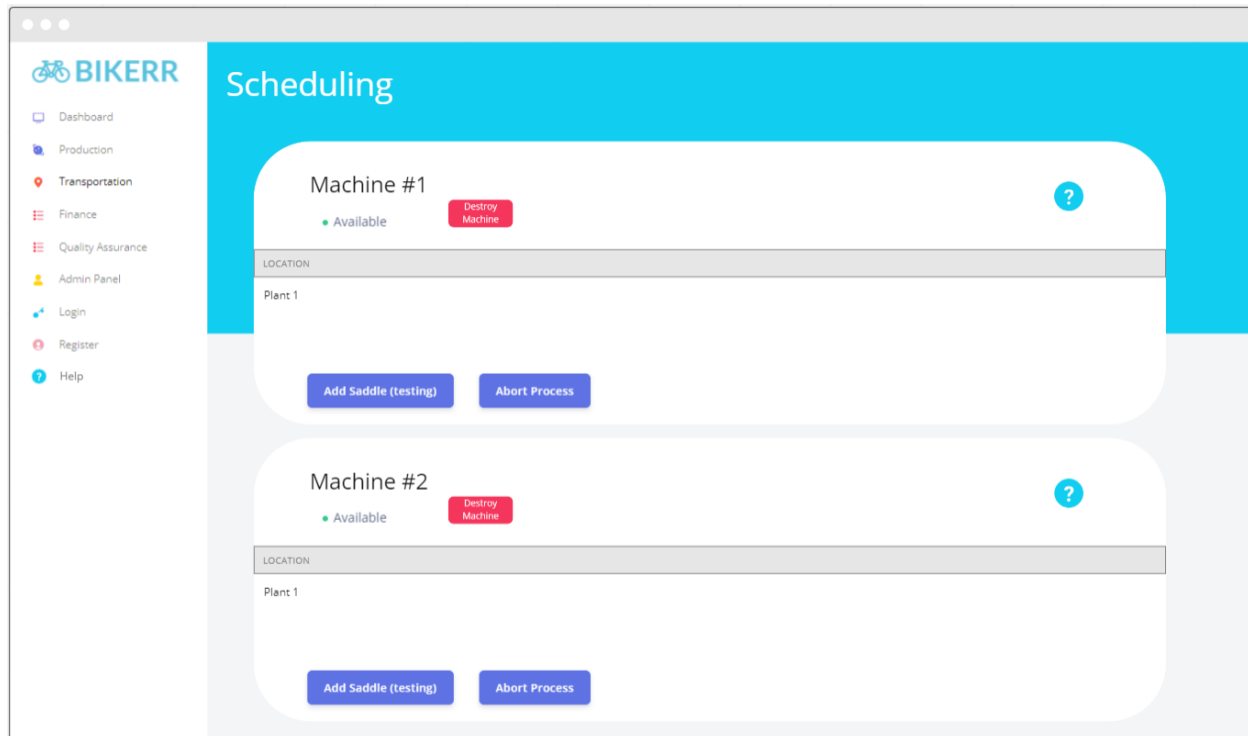 BIKERR
Dashboard
Production
Transportation
Finance
Quality Assurance
Admin Panel
Login
Register
? Help
Scheduling
Machine #1
Available
Destroy
Machine
?
LOCATION
Plant 1
Add Saddle (testing)
Abort Process
Machine #2
Available
Destroy
Machine
?
LOCATION
Plant 1
Add Saddle (testing)
Abort Process